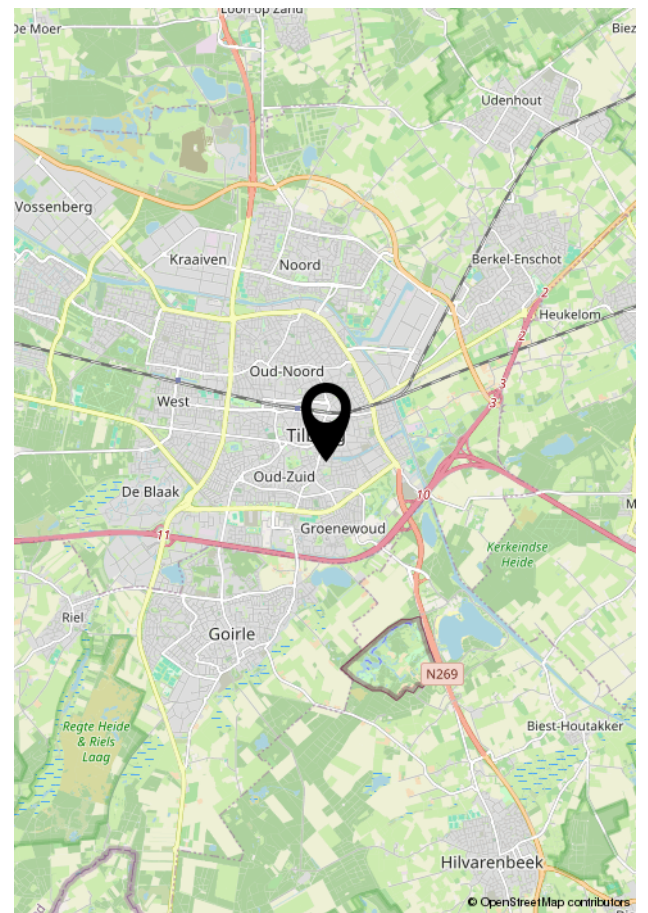 Loon op Zand
De Moer
Biez
Udenhout
Vossenberg
Kraaiven
Noord
Berkel-Enschot
2
Heukelom
2
Oud-Noord
3
West
3
Oud-Zuid
De Blaak
10
Groenewoud
11
Kerkeindse
Heide
Riel
Goirle
N269
Regte Heide
& Riels
Laag
Biest-Houtakker
Hilvarenbeek
© OpenStreetMap contributors